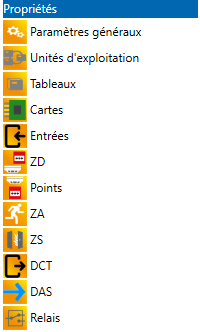 Propriétés
Paramètres généraux
Unités d'exploitation
Tableaux
Cartes
Entrées
ZD
Points
ZA
ZS
DCT
DAS
Relais